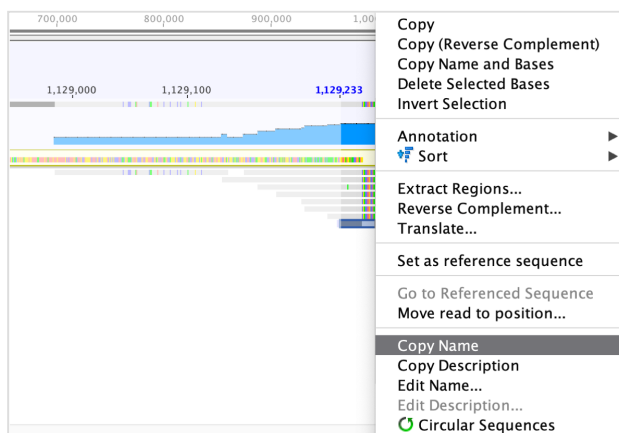 700,000 800,000 900,000 1,00
1,129,000 1,129,100 1,129,233
Copy
Copy (Reverse Complement)
Copy Name and Bases
Delete Selected Bases
Invert Selection
Annotation
Sort
Extract Regions...
Reverse Complement...
Translate...
Set as reference sequence
Go to Referenced Sequence
Move read to position...
Copy Name
Copy Description
Edit Name...
Edit Description...
Circular Sequences